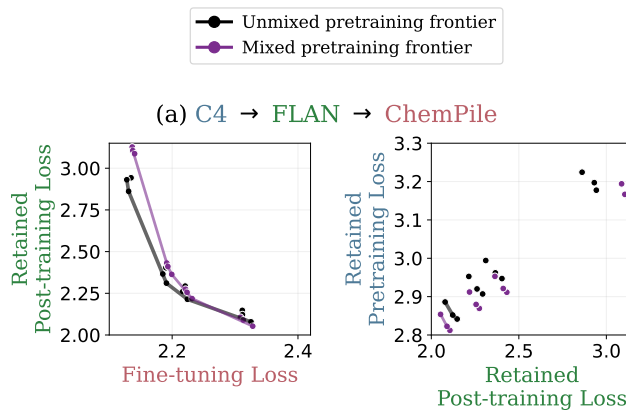 Unmixed pretraining frontier
Mixed pretraining frontier
(a) C4 → FLAN → ChemPile
Retained
Post-training Loss
3.00
2.75
2.50
2.25
2.00
2.2
2.4
Fine-tuning Loss
Retained
Pretraining Loss
3.3
3.2
3.1
3.0
2.9
2.8
2.0
2.5
3.0
Retained
Post-training Loss